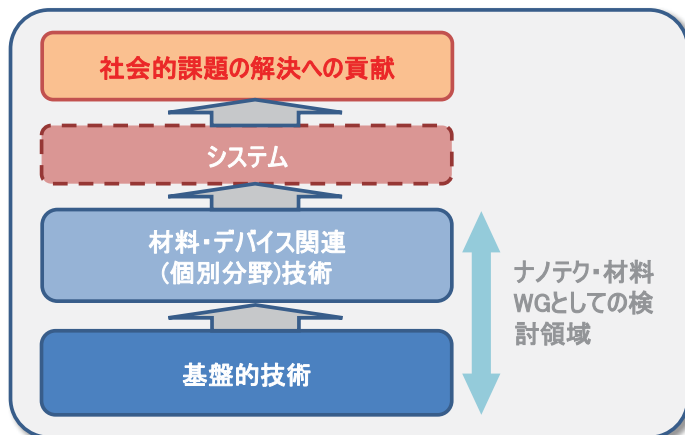 社会的課題の解決への貢献
システム
材料・デバイス関連
(個別分野)技術
ナノテク・材料
WGとしての検
討領域
基盤的技術